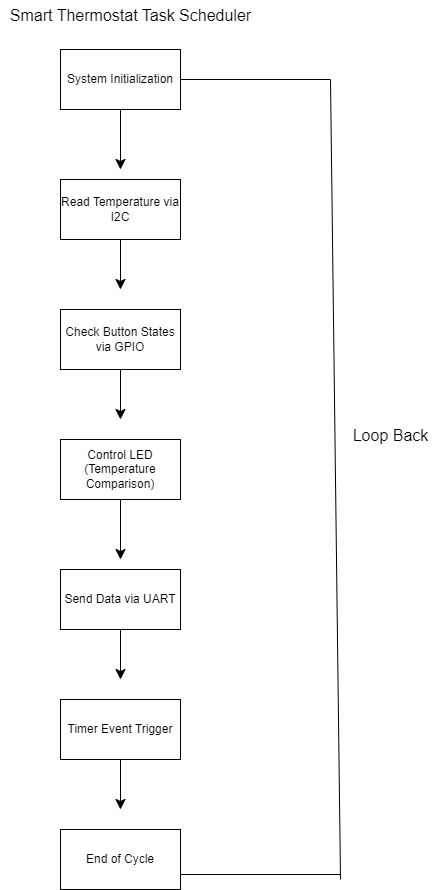 Smart Thermostat Task Scheduler
System Initialization
Read Temperature via
I2C
Check Button States
via GPIO
Control LED
(Temperature
Comparison)
Loop Back
Send Data via UART
Timer Event Trigger
End of Cycle